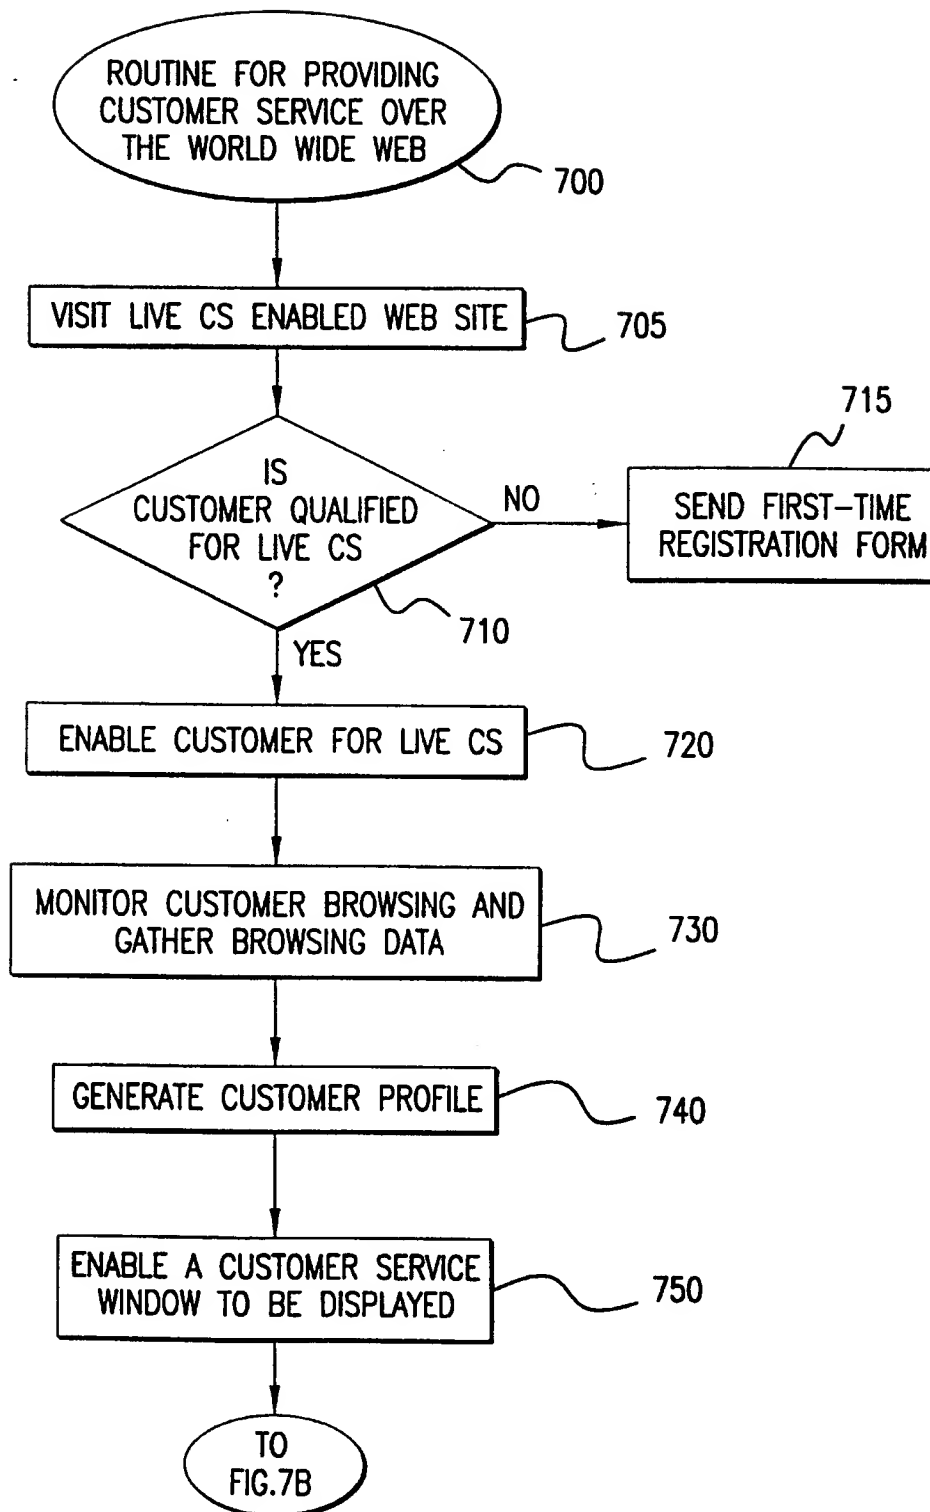 ROUTINE FOR PROVIDING
CUSTOMER SERVICE OVER
THE WORLD WIDE WEB
700
VISIT LIVE CS ENABLED WEB SITE
705
IS
CUSTOMER QUALIFIED
FOR LIVE CS
?
710
NO
715
SEND FIRST-TIME
REGISTRATION FORM
YES
ENABLE CUSTOMER FOR LIVE CS
720
MONITOR CUSTOMER BROWSING AND
GATHER BROWSING DATA
730
GENERATE CUSTOMER PROFILE
740
ENABLE A CUSTOMER SERVICE
WINDOW TO BE DISPLAYED
750
TO
FIG.7B